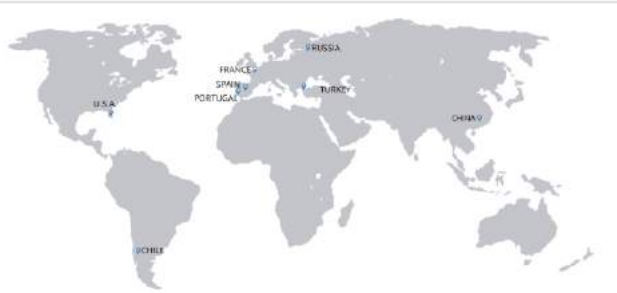 RUSSIA
FRANCE
SPAIN
TURKEY
PORTUGAL
U.S.A
CHINA
CHILE